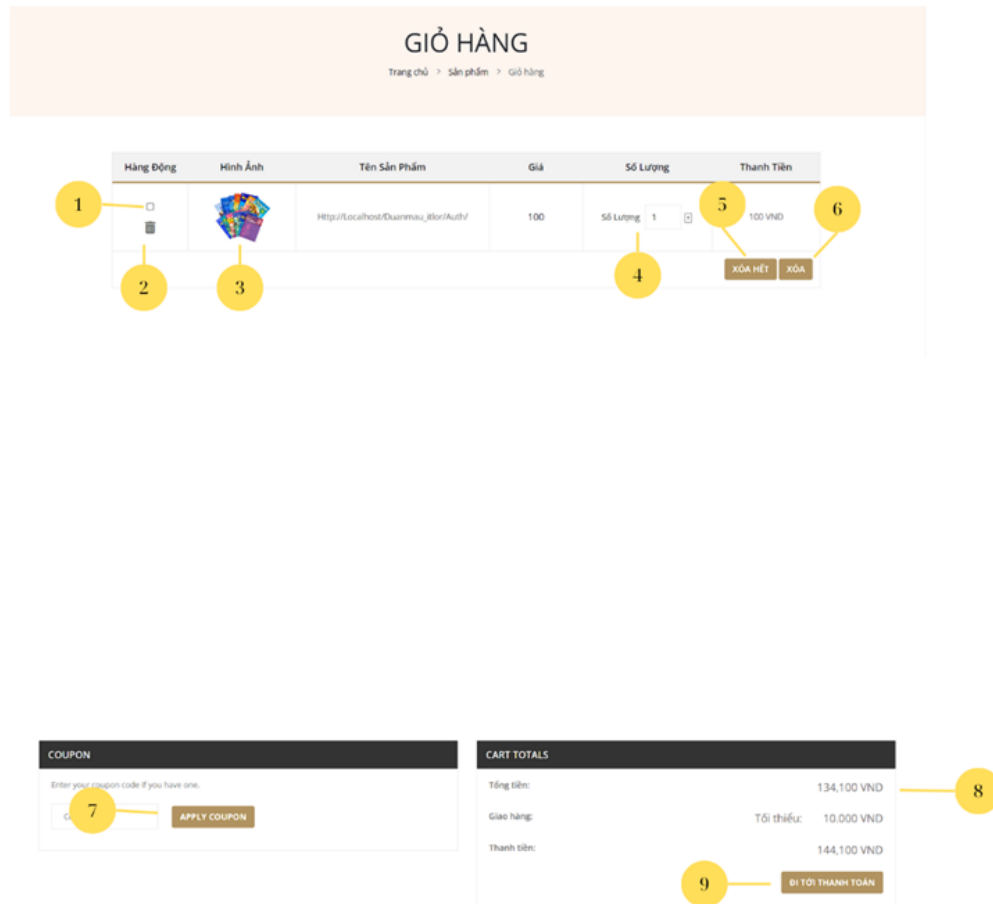 GIỎ HÀNG
Trang chủ > Sản phẩm > Giỏ hàng
Hàng Động Hình Ảnh Tên Sản Phẩm Giá Số Lượng Thanh Tiền
1
Http://Localhost/Duanmau_itlor/Auth/ 100 Số Lượng 1 100 VND
5
6
2
3
4
XÓA HẾT XÓA
COUPON
Enter your coupon code if you have one.
7
APPLY COUPON
CART TOTALS
Tổng tiền: 134,100 VND
8
Giao hàng: Tối thiểu: 10.000 VND
Thanh tiền: 144,100 VND
9
ĐI TỚI THANH TOÁN